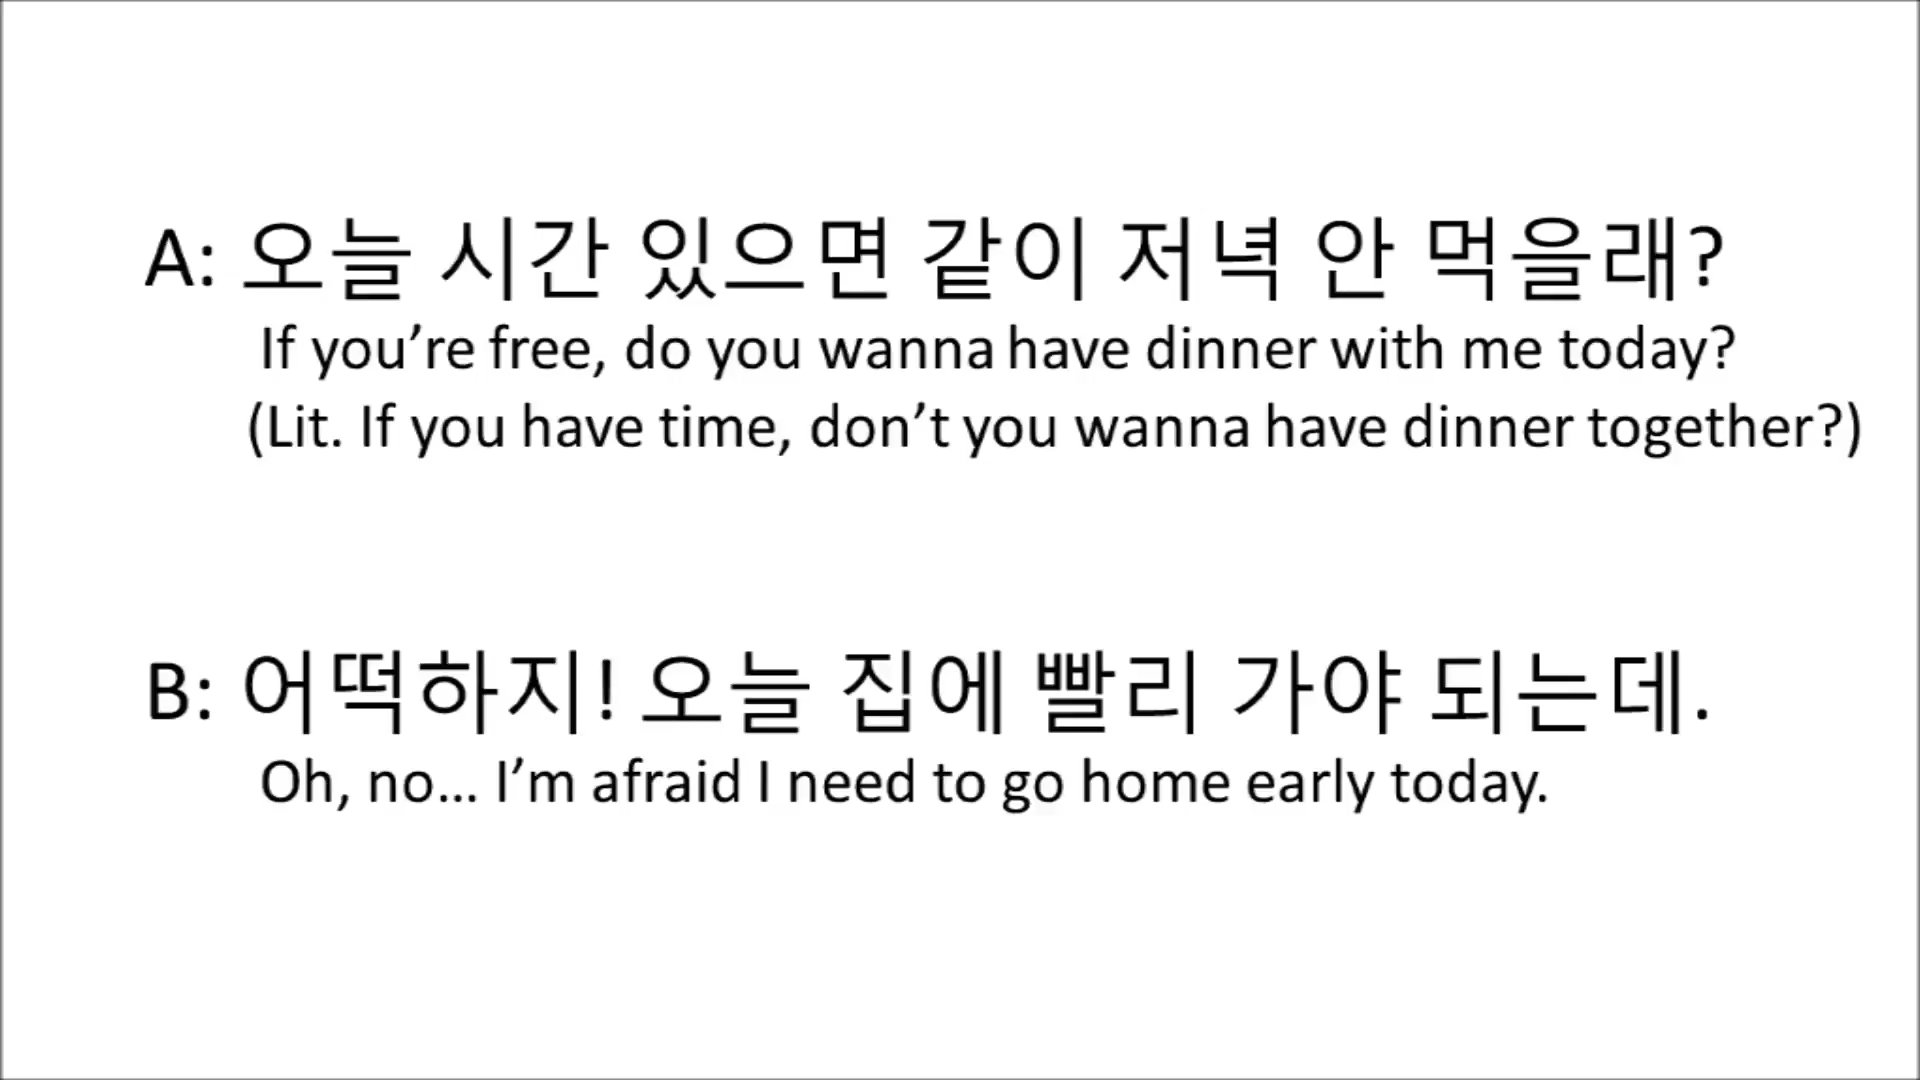 A: 오늘 시간 있으면 같이 저녁 안 먹을래?
If you’re free, do you wanna have dinner with me today?
(Lit. If you have time, don’t you wanna have dinner together?)
B: 어떡하지! 오늘 집에 빨리 가야 되는데.
Oh, no... I’m afraid I need to go home early today.